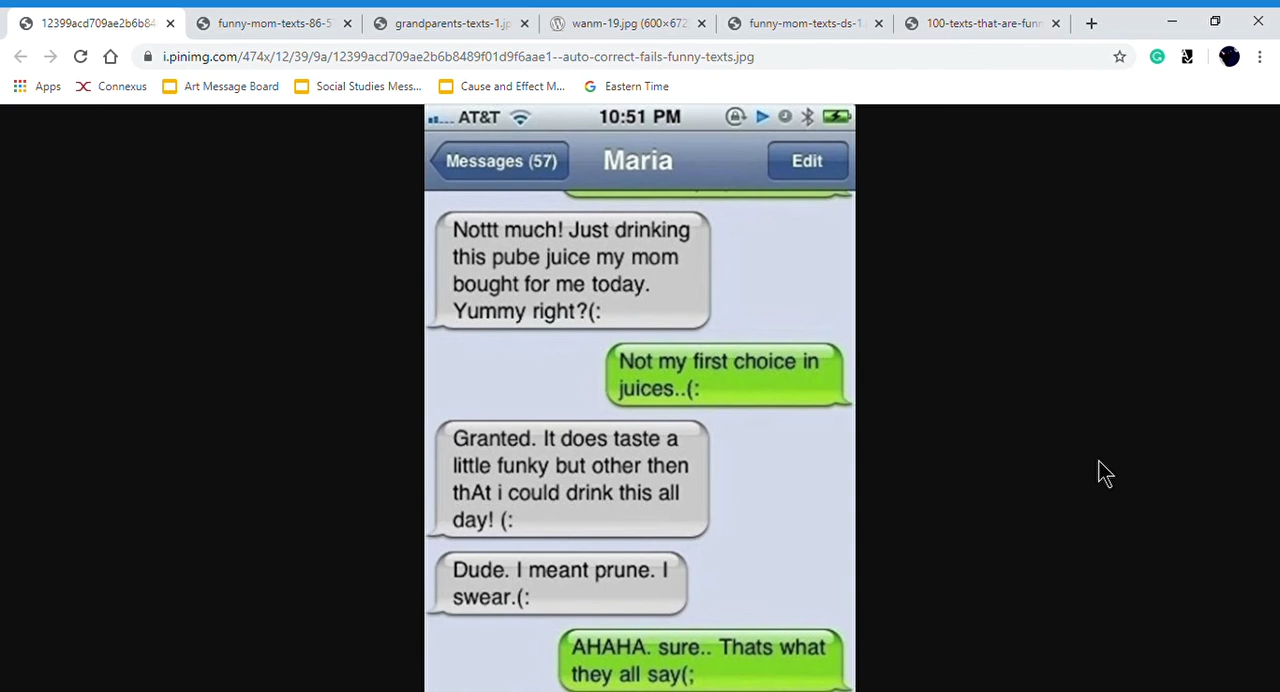 12399acd709ae2b6b84
funny-mom-texts-86-5
grandparents-texts-1.jp
wanm-19.jpg (600×672
funny-mom-texts-ds-1
100-texts-that-are-funn
i.pinimg.com/474x/12/39/9a/12399acd709ae2b6b8489f01d9f6aae1--auto-correct-fails-funny-texts.jpg
Apps
Connexus
Art Message Board
Social Studies Mess...
Cause and Effect M...
Eastern Time
AT&T
10:51 PM
Messages (57)
Maria
Edit
Nottt much! Just drinking
this pube juice my mom
bought for me today.
Yummy right?(:
Not my first choice in
juices..(:
Granted. It does taste a
little funky but other then
thAt i could drink this all
day! (:
Dude. I meant prune. I
swear.(:
AHAHA. sure.. Thats what
they all say(;